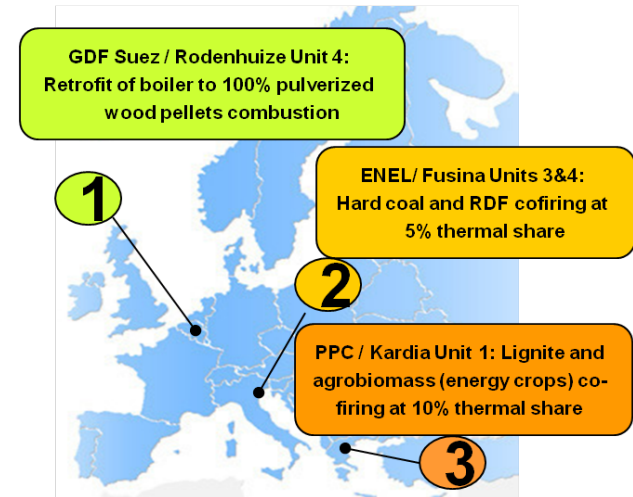 GDF Suez / Rodenhuize Unit 4:
Retrofit of boiler to 100% pulverized
wood pellets combustion
1
ENEL/ Fusina Units 3&4:
Hard coal and RDF cofiring at
5% thermal share
2
PPC / Kardia Unit 1: Lignite and
agrobiomass (energy crops) co-
firing at 10% thermal share
3